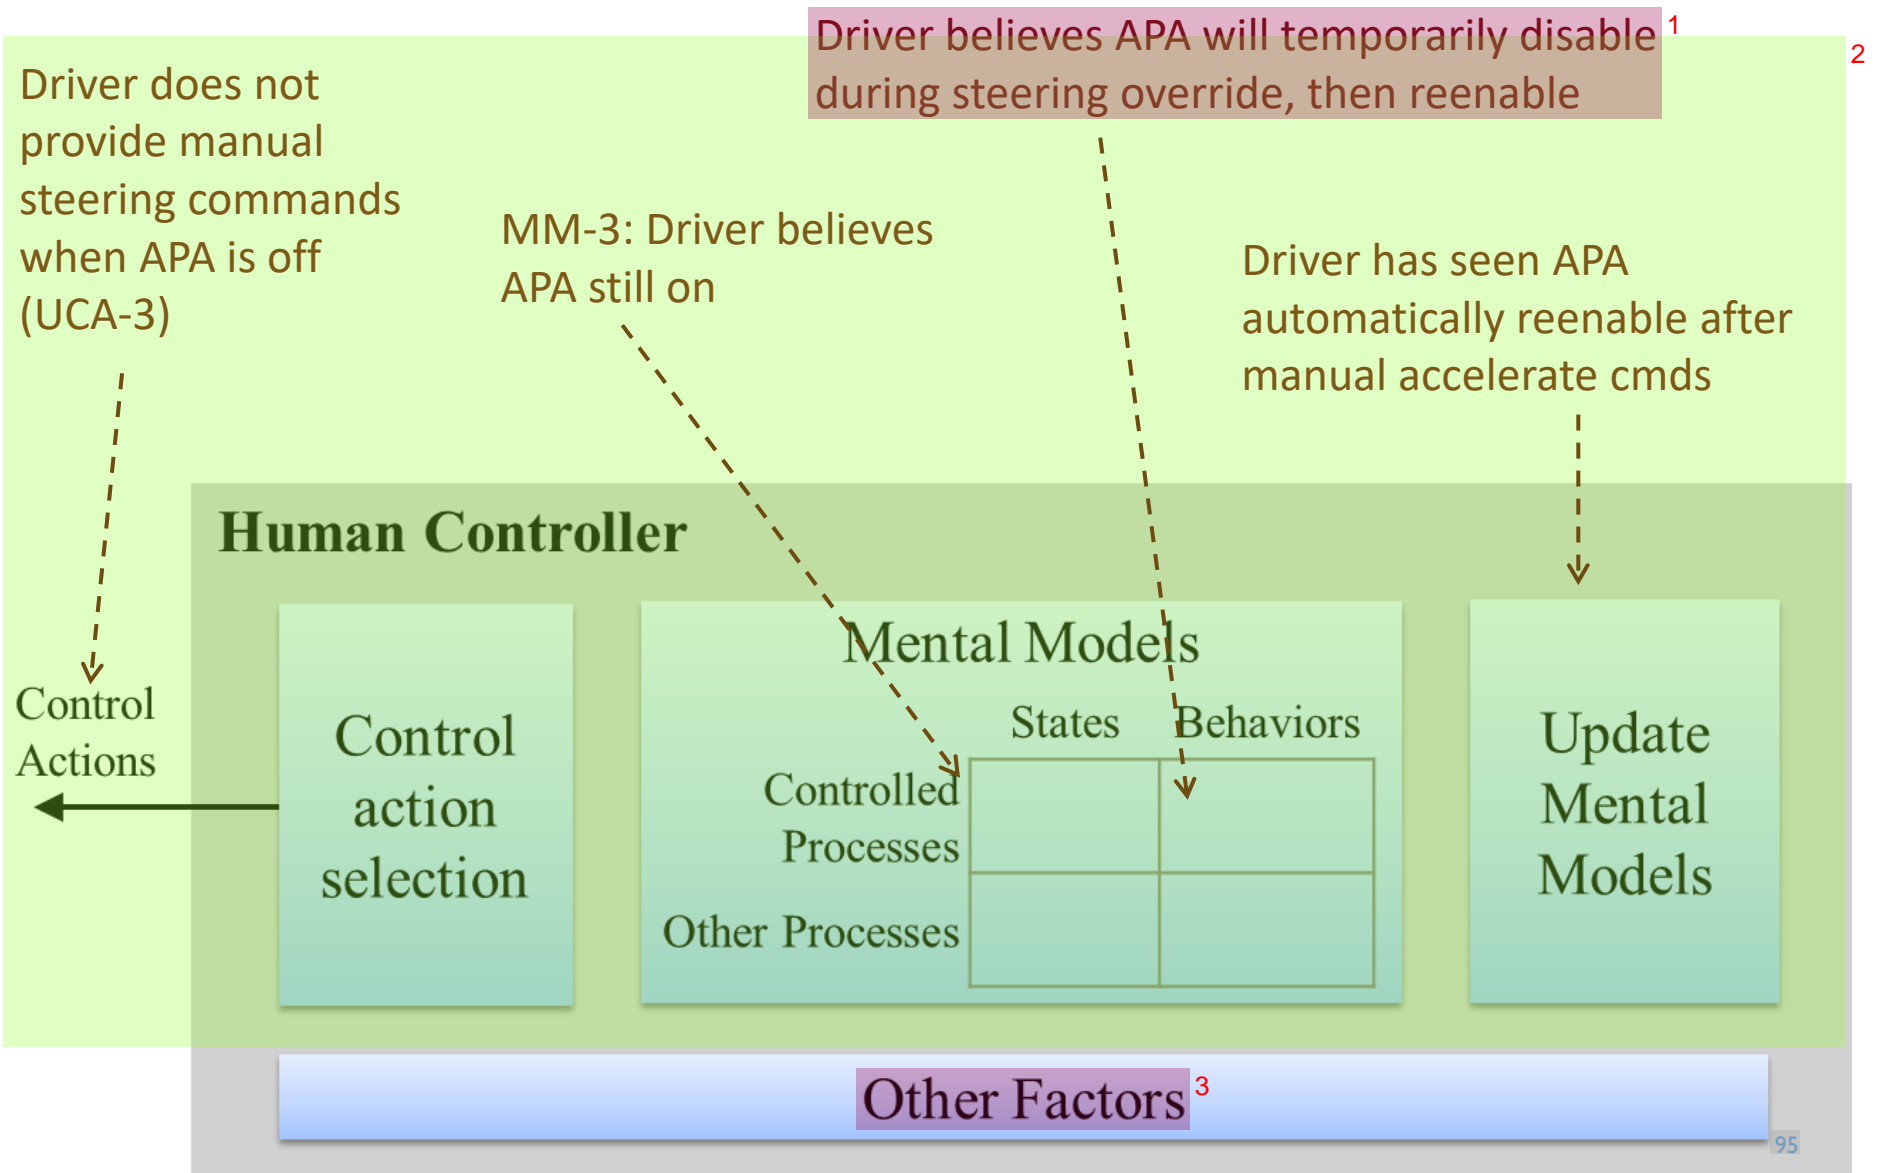 Driver believes APA will temporarily disable 1
during steering override, then reenable
2
Driver does not
provide manual
steering commands
when APA is off
(UCA-3)
MM-3: Driver believes
APA still on
Driver has seen APA
automatically reenable after
manual accelerate cmds
Human Controller
Control
Actions
Control
action
selection
Mental Models
States Behaviors
Controlled
Processes
Other Processes
Update
Mental
Models
Other Factors 3
95